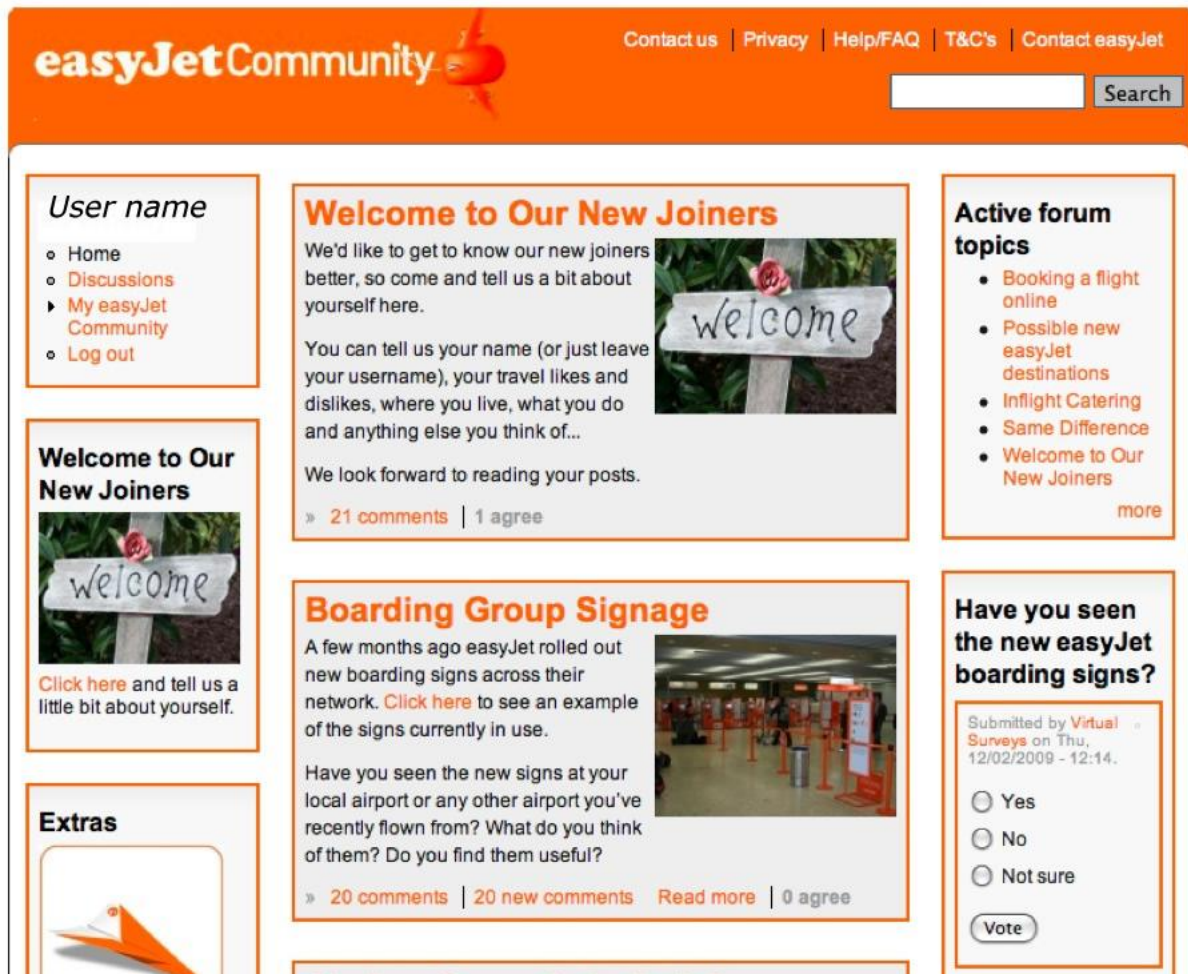 easyJet Community
Contact us | Privacy | Help/FAQ | T&C's | Contact easyJet
Search
User name
Home
Discussions
My easyJet
Community
Log out
Welcome to Our
New Joiners
welcome
Click here and tell us a
little bit about yourself.
Extras
Welcome to Our New Joiners
We'd like to get to know our new joiners
better, so come and tell us a bit about
yourself here.
You can tell us your name (or just leave
your username), your travel likes and
dislikes, where you live, what you do
and anything else you think of...
We look forward to reading your posts.
» 21 comments | 1 agree
welcome
Boarding Group Signage
A few months ago easyJet rolled out
new boarding signs across their
network. Click here to see an example
of the signs currently in use.
Have you seen the new signs at your
local airport or any other airport you've
recently flown from? What do you think
of them? Do you find them useful?
» 20 comments | 20 new comments Read more | 0 agree
Active forum
topics
Booking a flight
online
Possible new
easyJet
destinations
Inflight Catering
Same Difference
Welcome to Our
New Joiners
more
Have you seen
the new easyJet
boarding signs?
Submitted by Virtual
Surveys on Thu,
12/02/2009 - 12:14.
Yes
No
Not sure
Vote